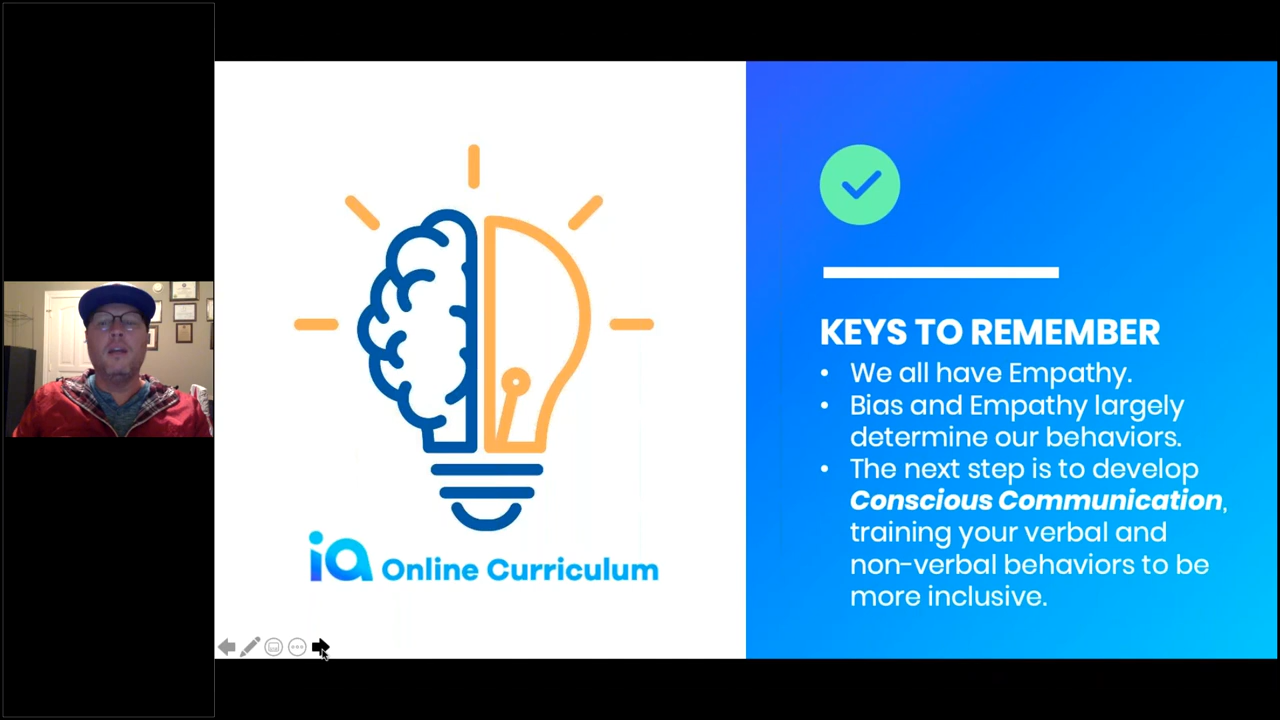 ia Online Curriculum
KEYS TO REMEMBER
• We all have Empathy.
• Bias and Empathy largely
determine our behaviors.
• The next step is to develop
Conscious Communication,
training your verbal and
non-verbal behaviors to be
more inclusive.